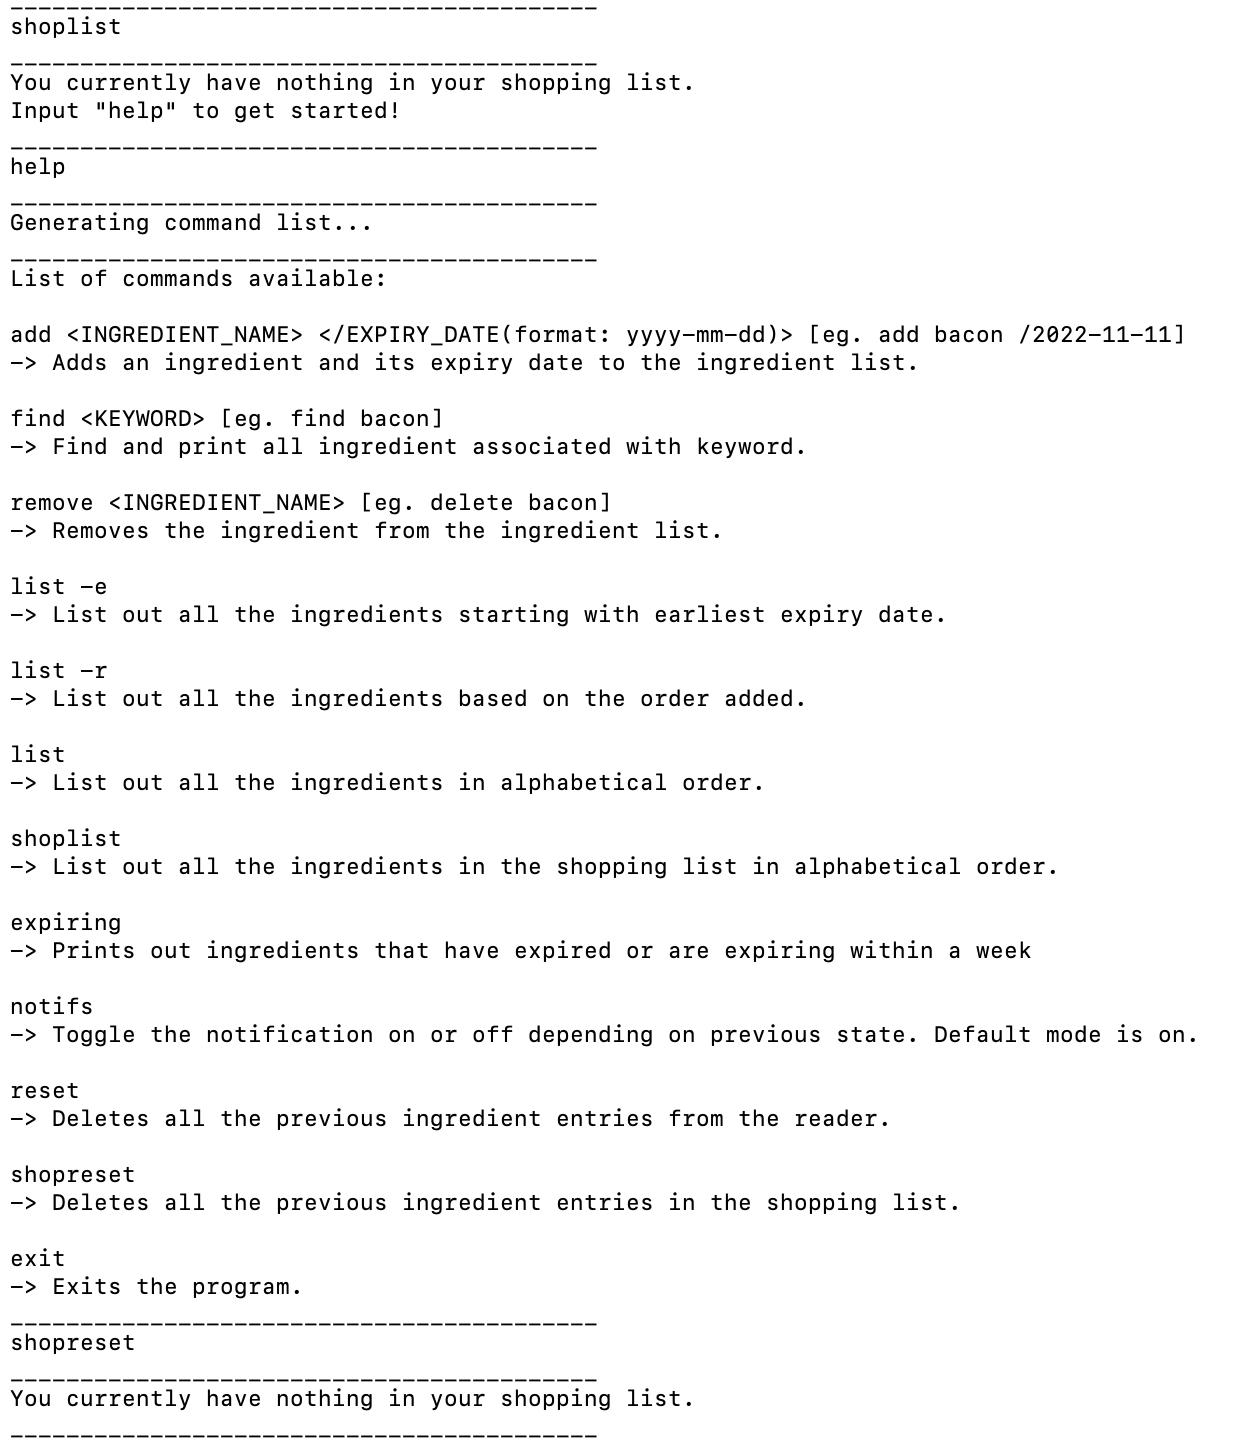 __________________________________________
shoplist
__________________________________________
You currently have nothing in your shopping list.
Input "help" to get started!
__________________________________________
help
__________________________________________
Generating command list...
__________________________________________
List of commands available:

add <INGREDIENT_NAME> </EXPIRY_DATE(format: yyyy-mm-dd)> [eg. add bacon /2022-11-11]
-> Adds an ingredient and its expiry date to the ingredient list.

find <KEYWORD> [eg. find bacon]
-> Find and print all ingredient associated with keyword.

remove <INGREDIENT_NAME> [eg. delete bacon]
-> Removes the ingredient from the ingredient list.

list -e
-> List out all the ingredients starting with earliest expiry date.

list -r
-> List out all the ingredients based on the order added.

list
-> List out all the ingredients in alphabetical order.

shoplist
-> List out all the ingredients in the shopping list in alphabetical order.

expiring
-> Prints out ingredients that have expired or are expiring within a week

notifs
-> Toggle the notification on or off depending on previous state. Default mode is on.

reset
-> Deletes all the previous ingredient entries from the reader.

shopreset
-> Deletes all the previous ingredient entries in the shopping list.

exit
-> Exits the program.
__________________________________________
shopreset
__________________________________________
You currently have nothing in your shopping list.
__________________________________________